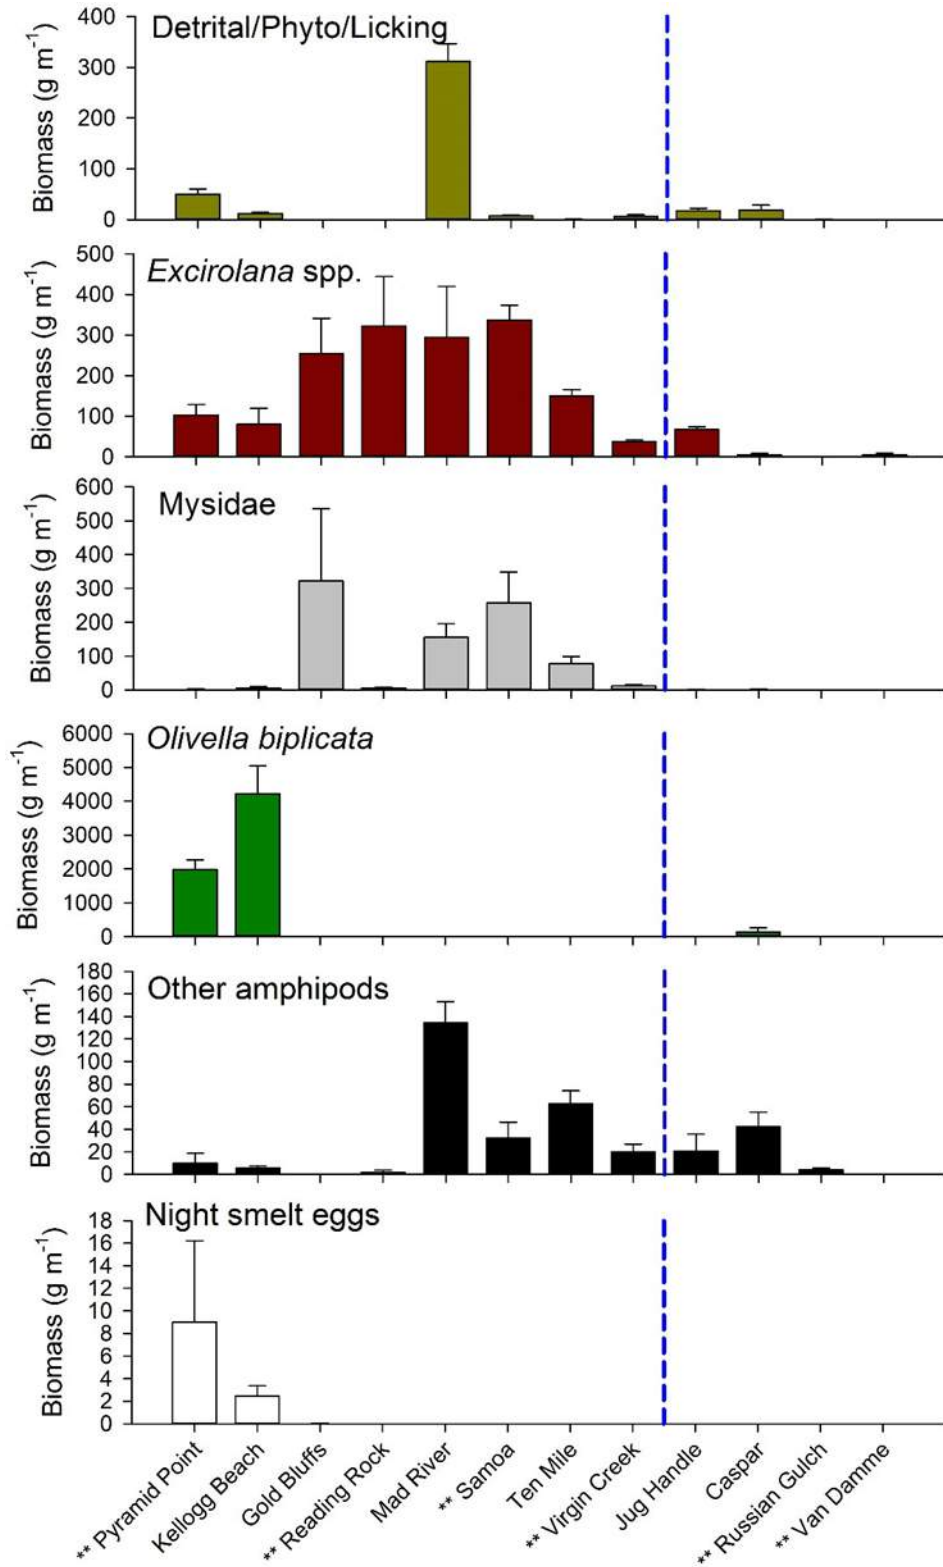 Detrital/Phyto/Licking
Biomass (g m⁻¹)
400
300
200
100
0
Excirolana spp.
Biomass (g m⁻¹)
500
400
300
200
100
0
Mysidae
Biomass (g m⁻¹)
600
500
400
300
200
100
0
Olivella biplicata
Biomass (g m⁻¹)
6000
5000
4000
3000
2000
1000
0
Other amphipods
Biomass (g m⁻¹)
180
160
140
120
100
80
60
40
20
0
Night smelt eggs
Biomass (g m⁻¹)
18
16
14
12
10
8
6
4
2
0
** Pyramid Point
Kellogg Beach
Gold Bluffs
** Reading Rock
Mad River
** Samoa
Ten Mile
** Virgin Creek
Jug Handle
Caspar
** Russian Gulch
** Van Damme